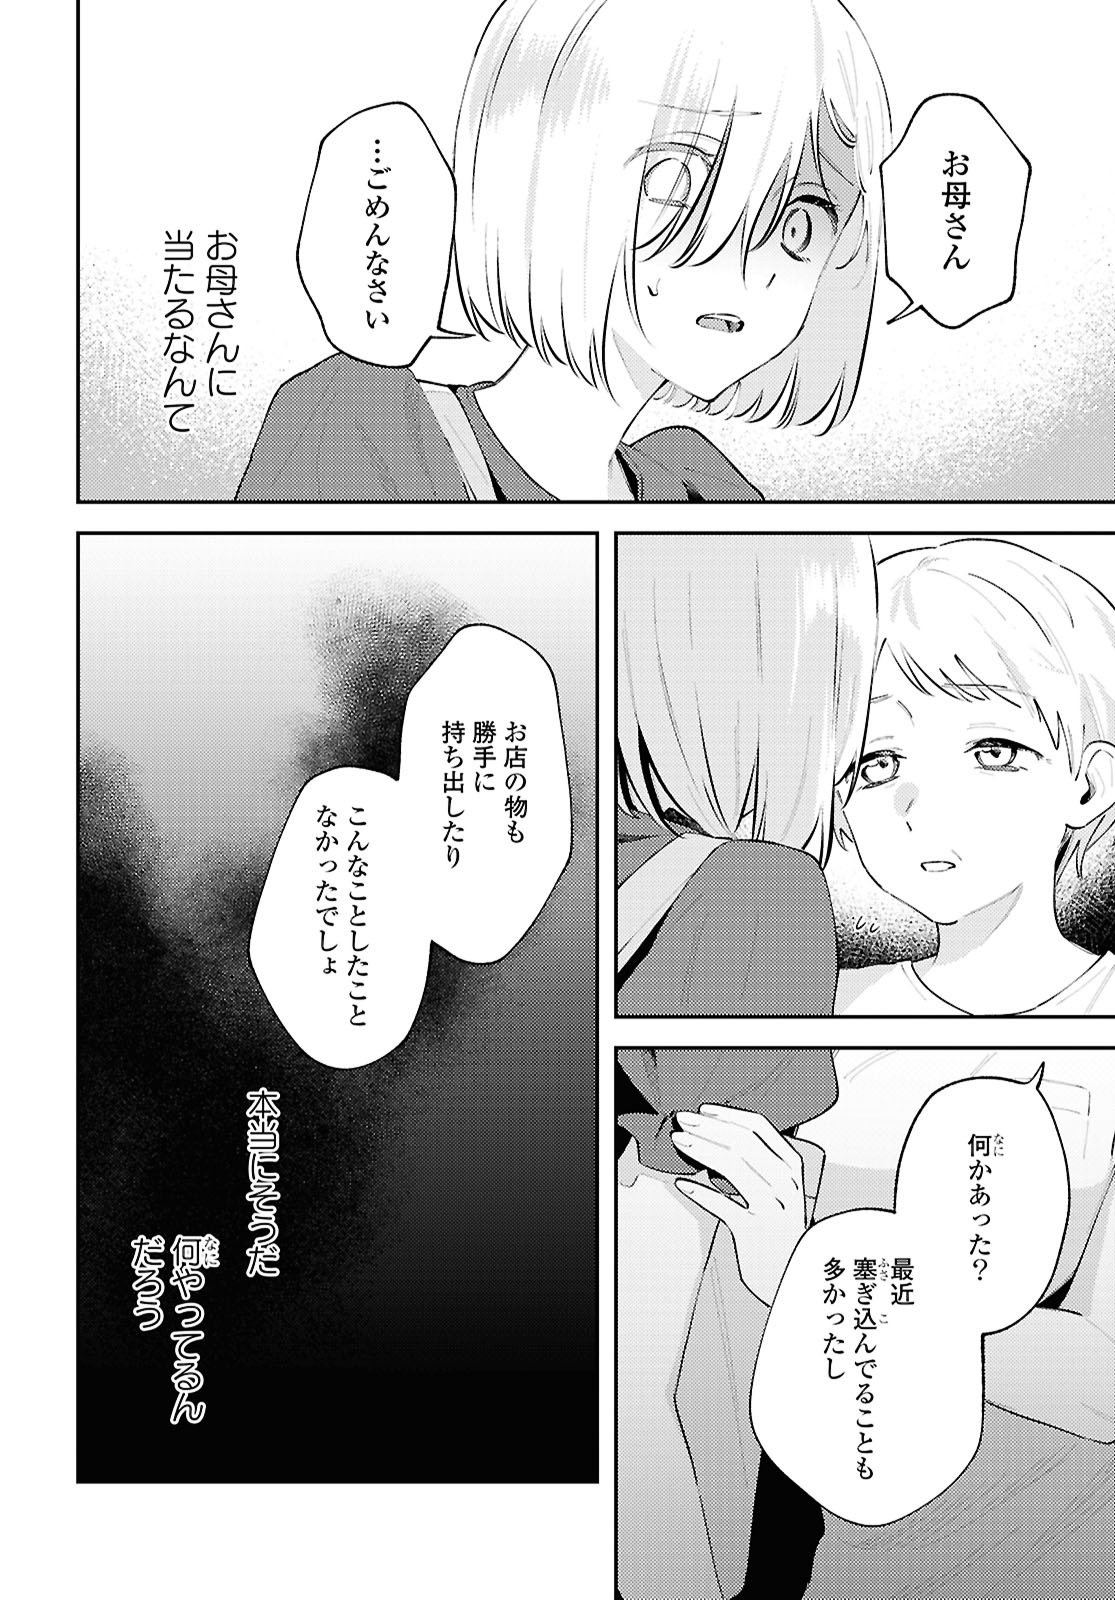 お母さん
…ごめんなさい
お母さんに
当たるなんて
何かあった？
最近
塞ぎ込んでることも
多かったし
お店の物も
勝手に
持ち出したり
こんなことしたこと
なかったでしょ
本当にそうだ
何やってるん
だろう